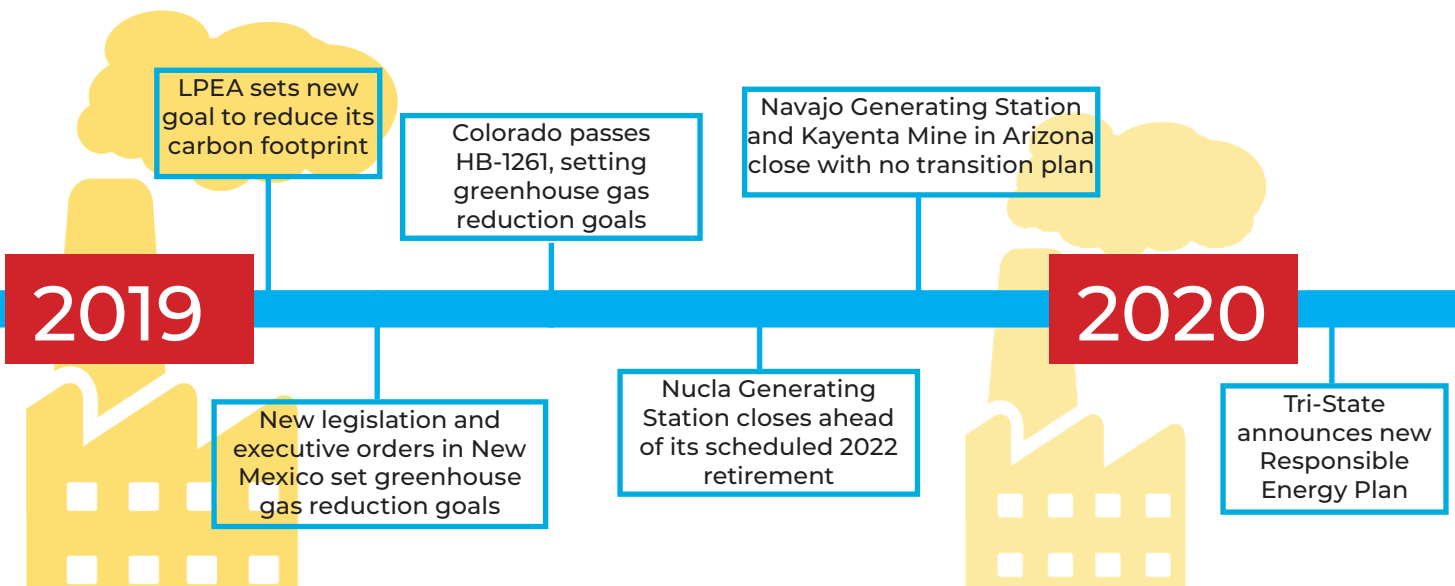 2019
LPEA sets new
goal to reduce its
carbon footprint
New legislation and
executive orders in New
Mexico set greenhouse
gas reduction goals
Colorado passes
HB-1261, setting
greenhouse gas
reduction goals
Nucla Generating
Station closes ahead
of its scheduled 2022
retirement
Navajo Generating Station
and Kayenta Mine in Arizona
close with no transition plan
2020
Tri-State
announces new
Responsible
Energy Plan